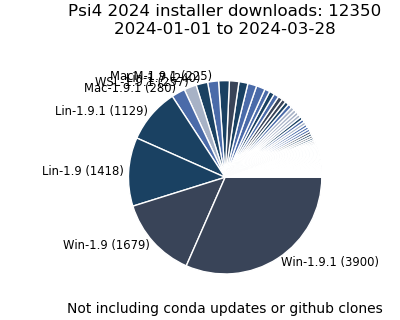 Psi4 2024 installer downloads: 12350
2024-01-01 to 2024-03-28
(225)
Mac-1.9.1 (280)
Lin-1.9.1 (1129)
Lin-1.9 (1418)
Win-1.9 (1679)
Win-1.9.1 (3900)
Not including conda updates or github clones